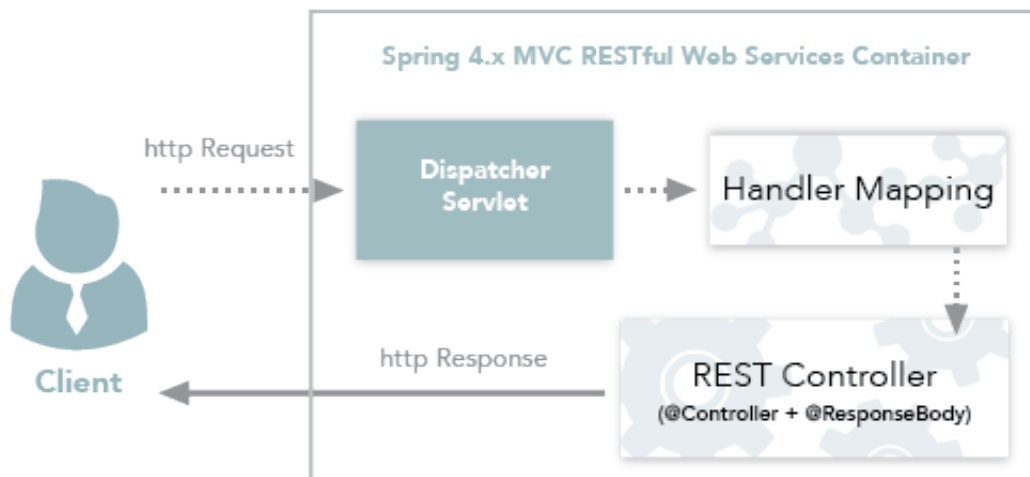 Spring 4.x MVC RESTful Web Services Container
http Request
Dispatcher
Servlet
Handler Mapping
http Response
REST Controller
(@Controller + @ResponseBody)
Client